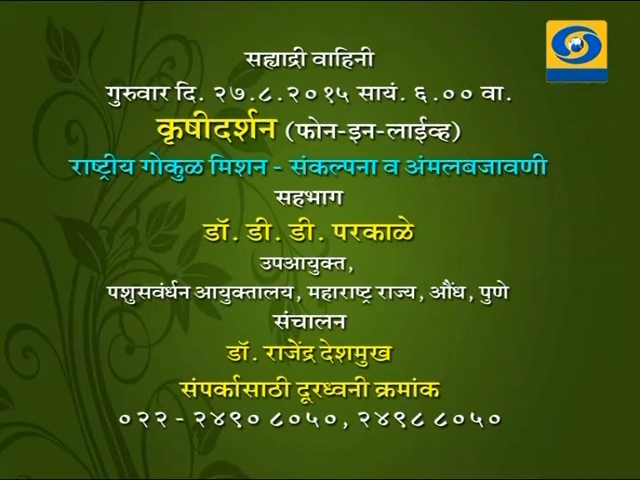 सह्याद्री वाहिनी
गुरुवार दि. २७.८.२०१५ सायं. ६.०० वा.
कृषीदर्शन (फोन-इन-लाईव्ह)
राष्ट्रीय गोकुळ मिशन - संकल्पना व अंमलबजावणी
सहभाग
डॉ. डी. डी. परकाळे
उपआयुक्त,
पशुसवंर्धन आयुक्तालय, महाराष्ट्र राज्य, औंध, पुणे
संचालन
डॉ. राजेंद्र देशमुख
संपर्कासाठी दूरध्वनी क्रमांक
०२२ - २४९० ८०५०, २४९८ ८०५०